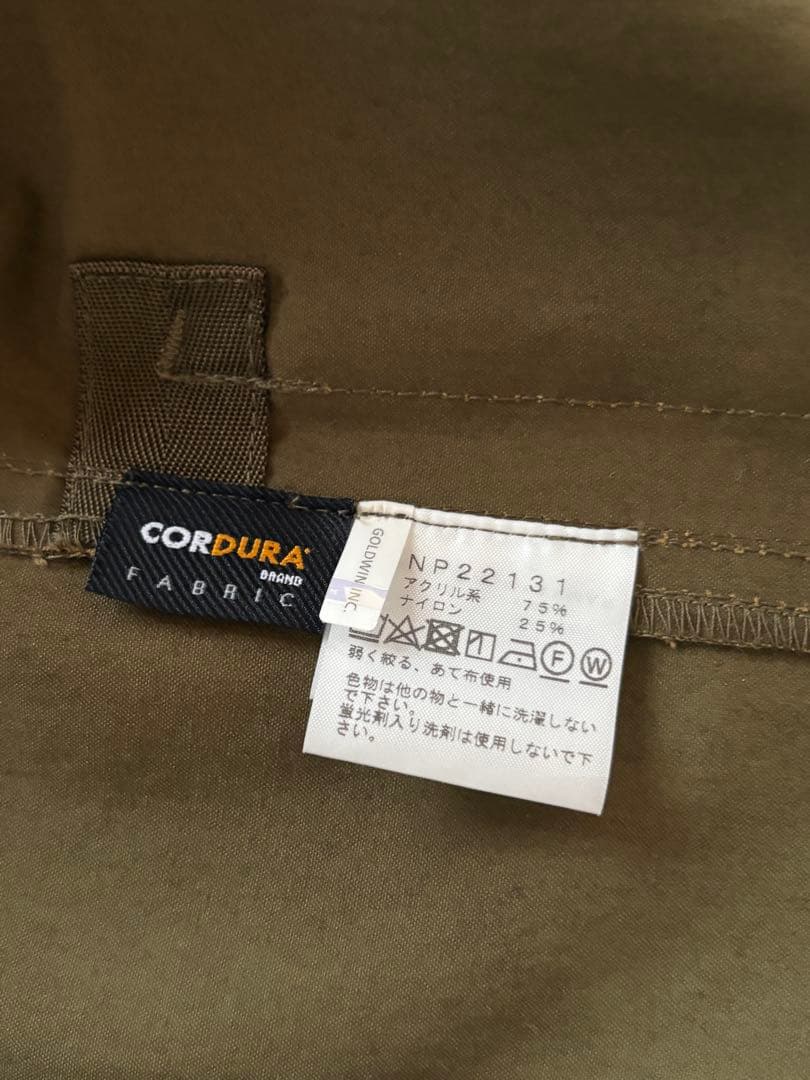 CORDURA
BRAND
FABRIC
GOLDWIN INC.
NP22131
アクリル系 75%
ナイロン 25%
F W
弱く絞る、あて布使用
色物は他の物と一緒に洗濯しない
で下さい。
蛍光剤入り洗剤は使用しないで下
さい。